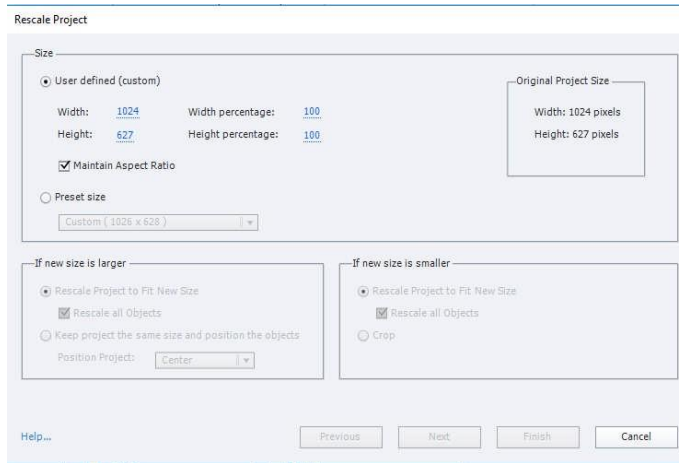 Rescale Project
Size
User defined (custom)
Width: 1024 Width percentage: 100
Height: 627 Height percentage: 100
Maintain Aspect Ratio
Preset size
Custom ( 1026 x 628 )
Original Project Size
Width: 1024 pixels
Height: 627 pixels
If new size is larger
Rescale Project to Fit New Size
Rescale all Objects
Keep project the same size and position the objects
Position Project: Center
If new size is smaller
Rescale Project to Fit New Size
Rescale all Objects
Crop
Help...
Previous
Next
Finish
Cancel